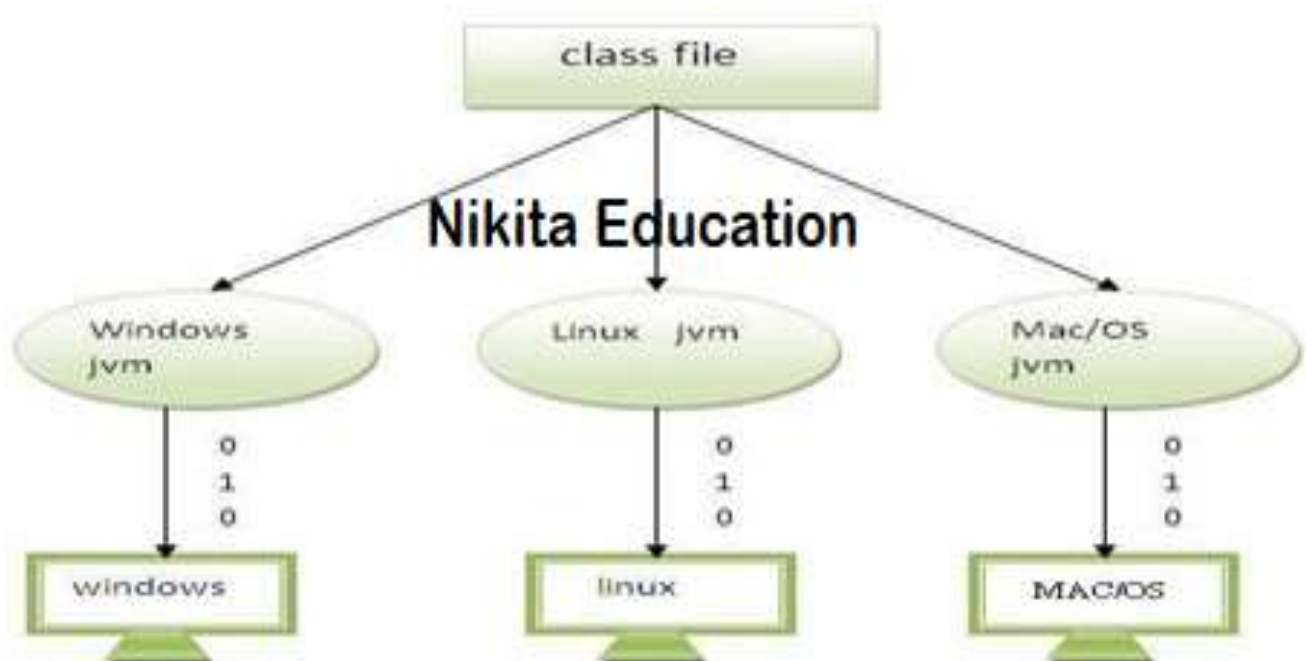 class file
Nikita Education
Windows
jvm
Linux jvm
Mac/OS
jvm
0
1
0
0
1
0
0
1
0
windows
linux
MAC/OS